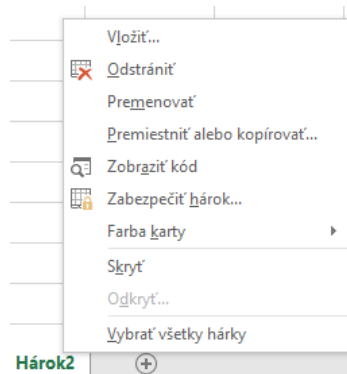 Vložiť...
Odstrániť
Premenovať
Premiestniť alebo kopírovať...
Zobraziť kód
Zabezpečiť hárok...
Farba karty
Skryť
Odkryť...
Vybrať všetky hárky
Hárok2